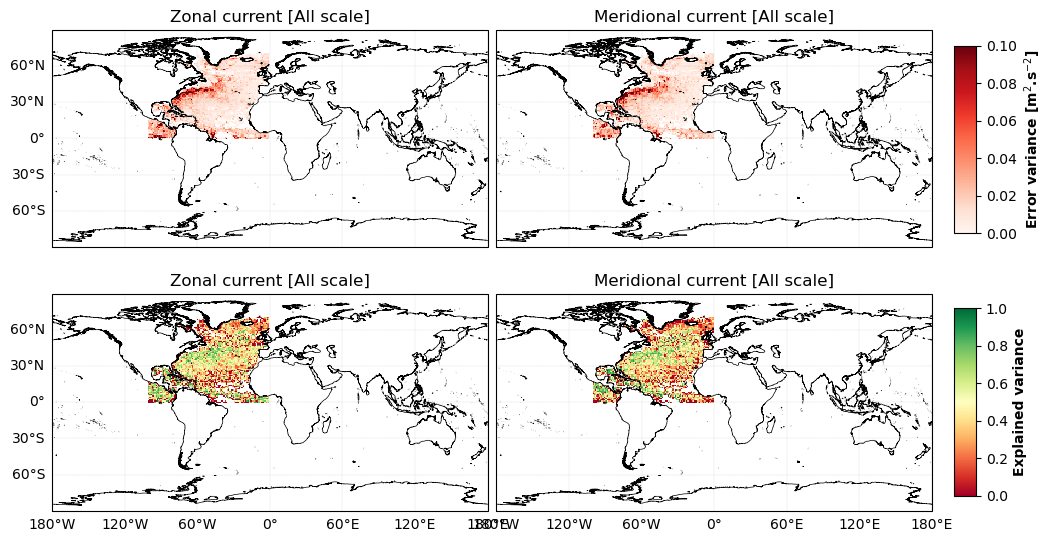 Zonal current [All scale]
Meridional current [All scale]
60°N
30°N
0°
30°S
60°S
0.10
0.08
0.06
0.04
0.02
0.00
Error variance [m².s⁻²]
Zonal current [All scale]
Meridional current [All scale]
60°N
30°N
0°
30°S
60°S
180°W
120°W
60°W
0°
60°E
120°E
180°E
180°W
120°W
60°W
0°
60°E
120°E
180°E
1.0
0.8
0.6
0.4
0.2
0.0
Explained variance